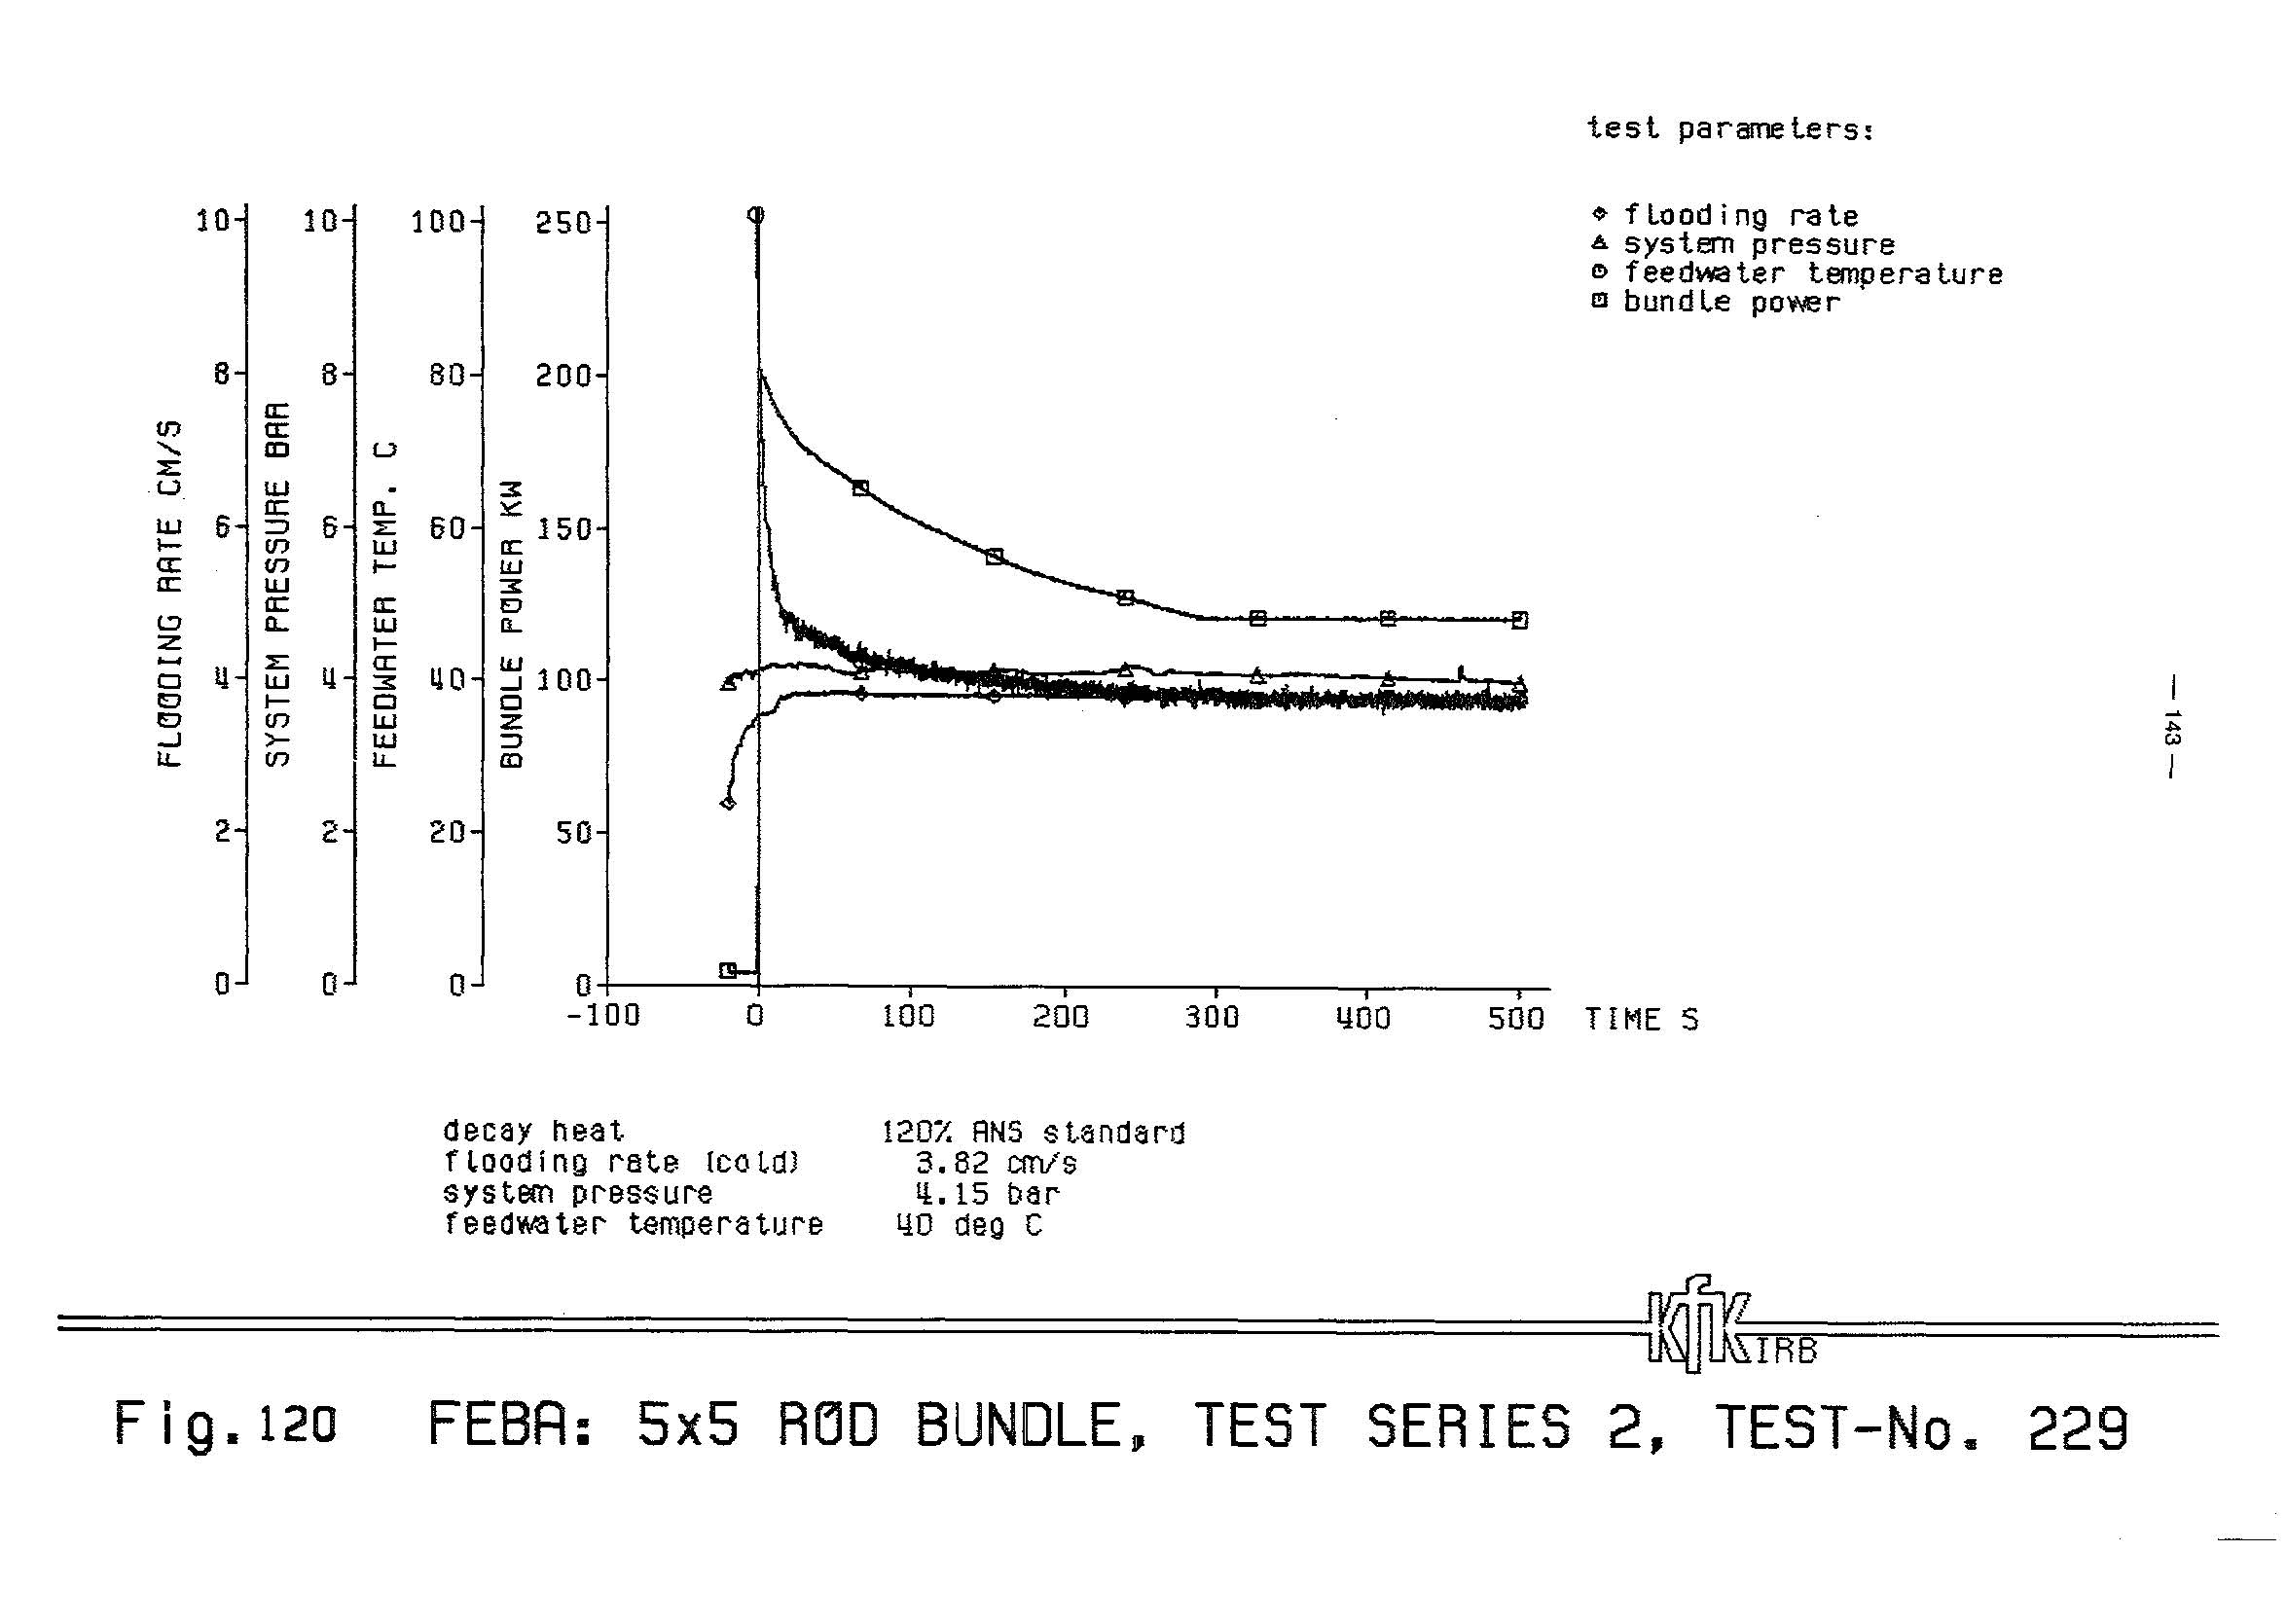 test parameters:
flooding rate
system pressure
feedwater temperature
bundle power
FLOODING RATE CM/S
10
8
6
4
2
0
SYSTEM PRESSURE BAR
10
8
6
4
2
0
FEEDWATER TEMP. C
100
80
60
40
20
0
BUNDLE POWER KW
250
200
150
100
50
0
-100 0 100 200 300 400 500 TIME S
— 143 —
decay heat 120% ANS standard
flooding rate (cold) 3.82 cm/s
system pressure 4.15 bar
feedwater temperature 40 deg C
KfK IRB
Fig. 120 FEBA: 5x5 ROD BUNDLE, TEST SERIES 2, TEST-No. 229